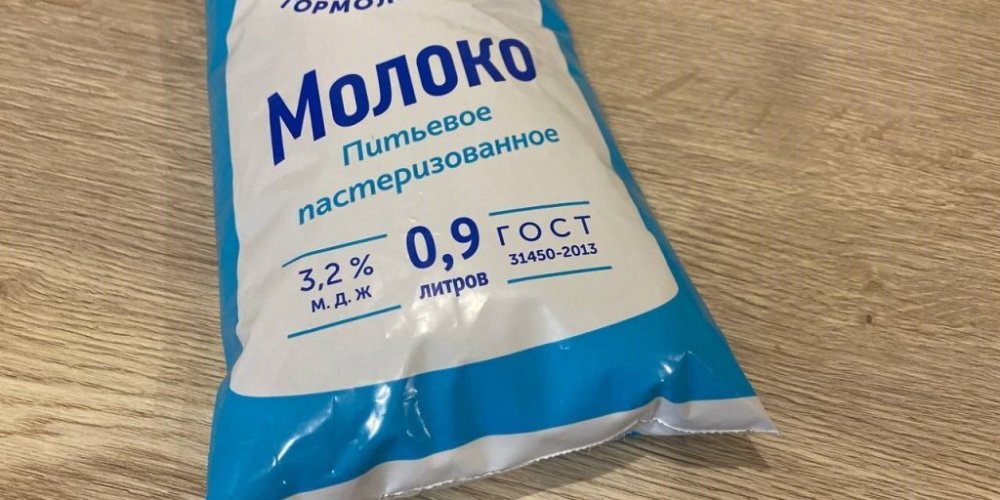 Молоко
Питьевое
пастеризованное
3,2 %
м. д. ж
0,9
литров
ГОСТ
31450-2013